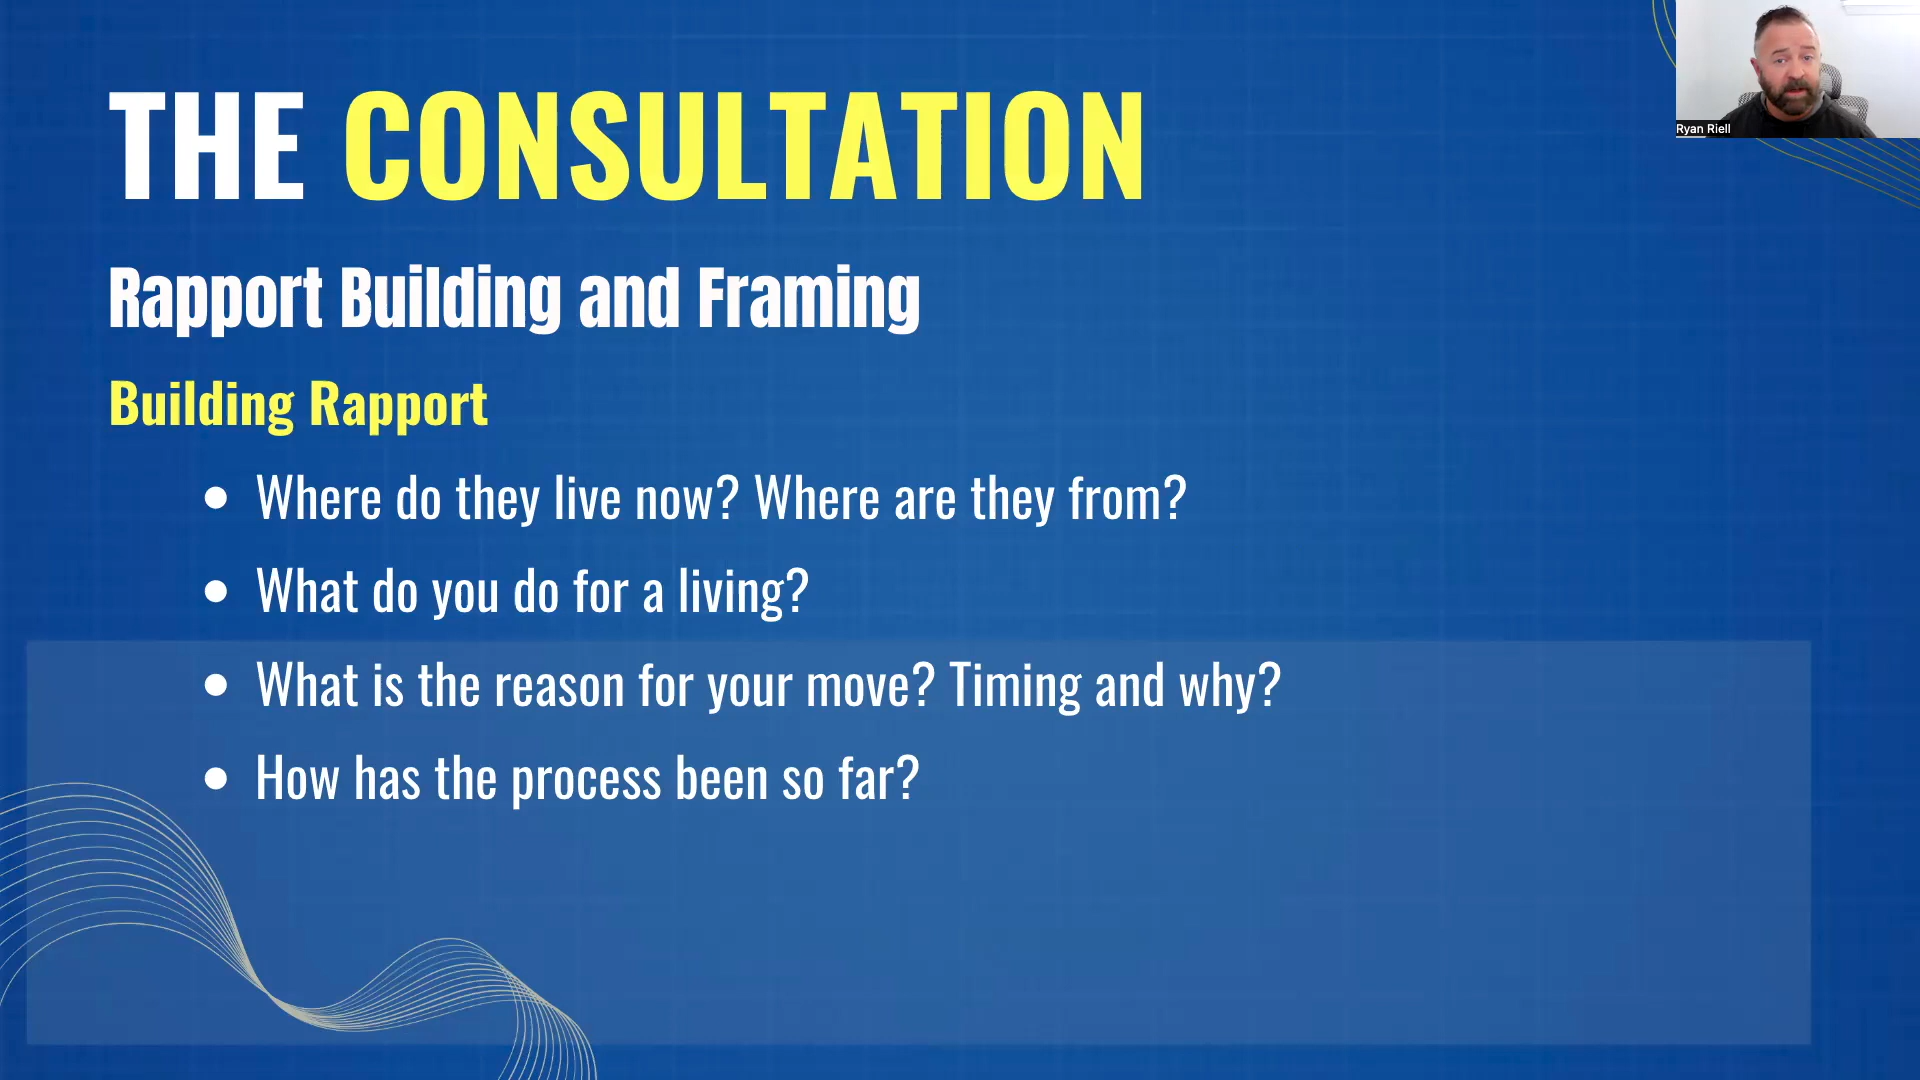 THE CONSULTATION
Ryan Riell
Rapport Building and Framing
Building Rapport
• Where do they live now? Where are they from?
• What do you do for a living?
• What is the reason for your move? Timing and why?
• How has the process been so far?